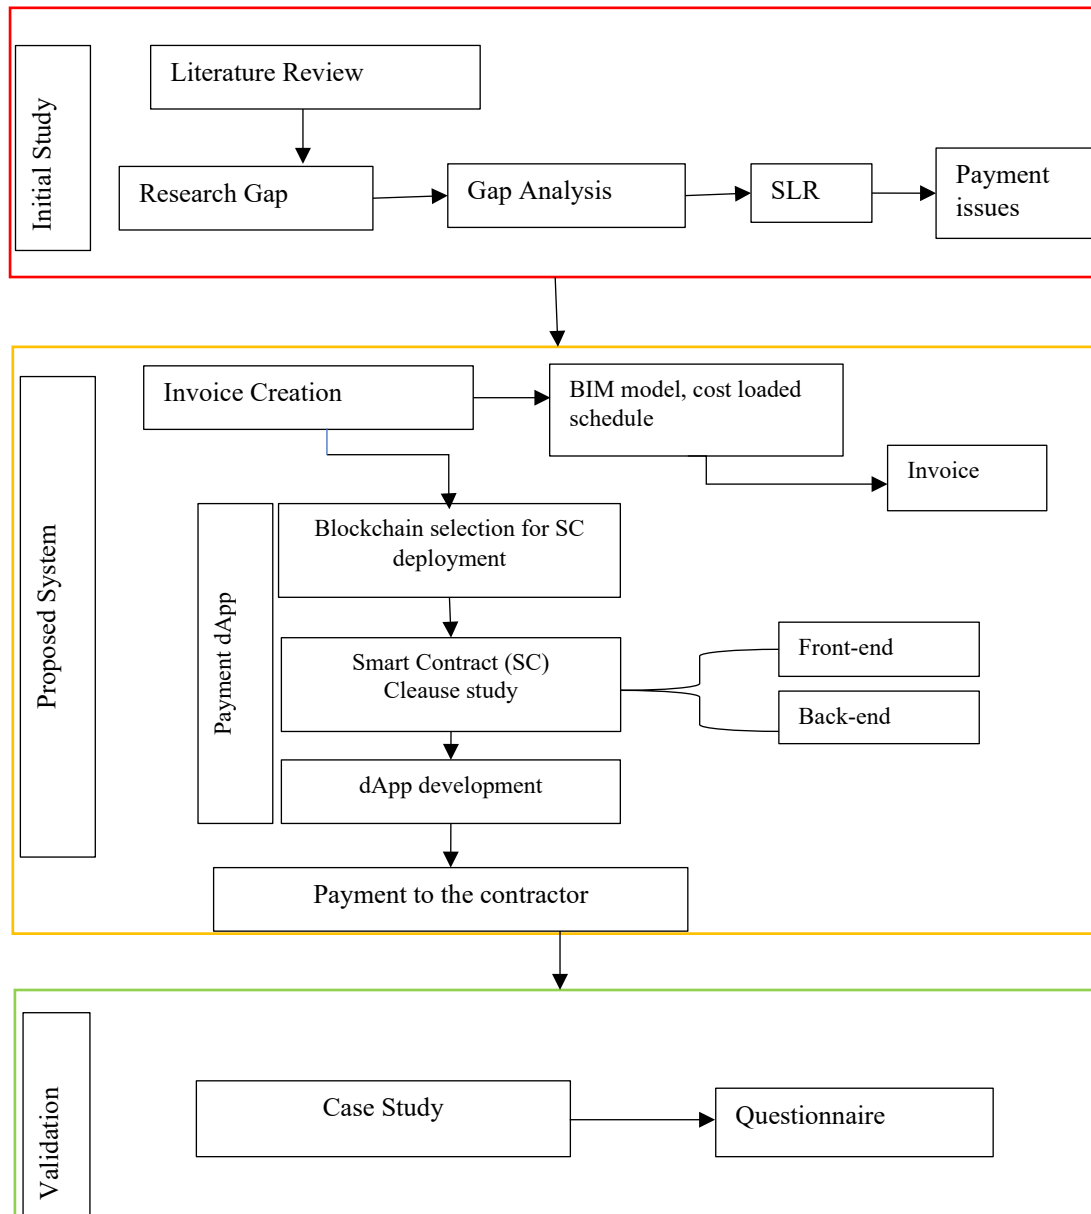 Initial Study
Literature Review
Research Gap
Gap Analysis
SLR
Payment
issues
Proposed System
Invoice Creation
BIM model, cost loaded
schedule
Invoice
Payment dApp
Blockchain selection for SC
deployment
Smart Contract (SC)
Cleause study
Front-end
Back-end
dApp development
Payment to the contractor
Validation
Case Study
Questionnaire